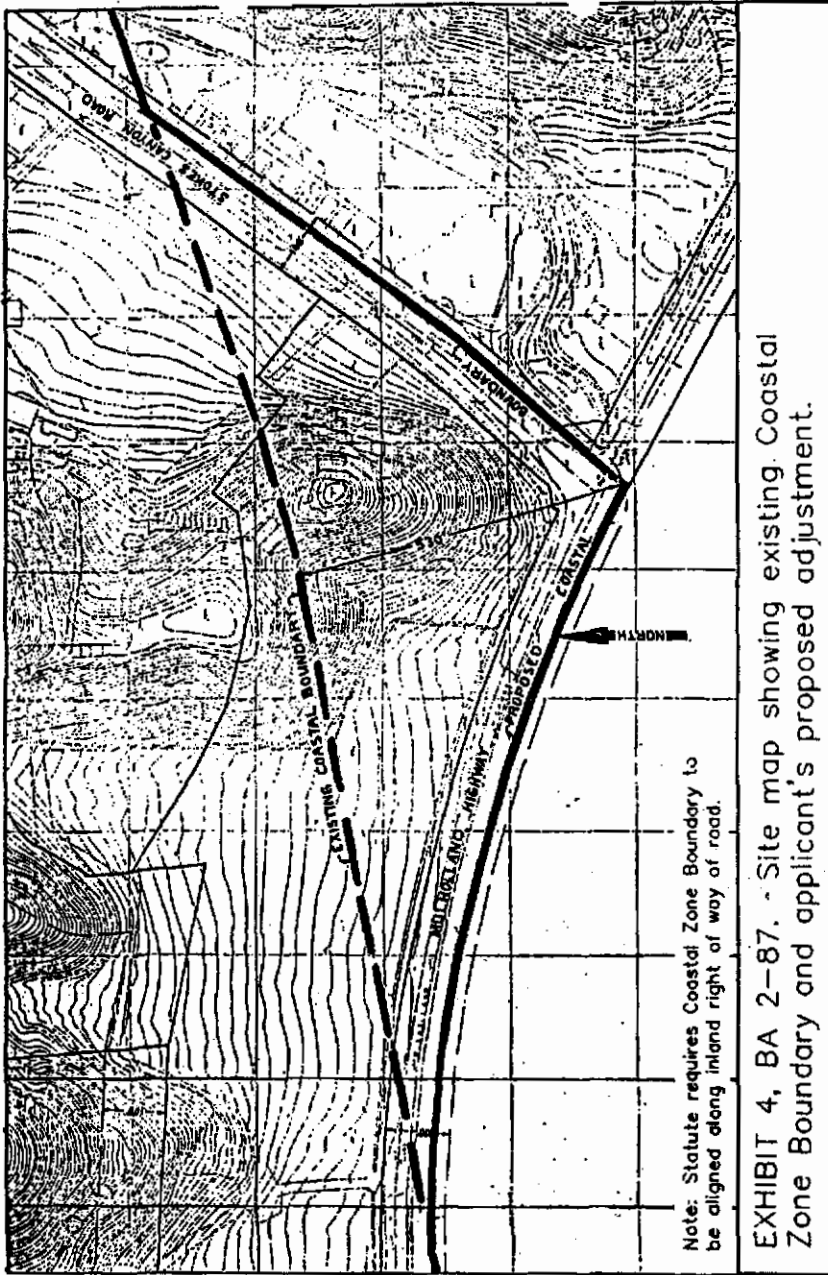 STOKES CANYON ROAD
BOUNDARY
EXISTING COASTAL BOUNDARY
MULHOLLAND HIGHWAY
PROPOSED COASTAL
NORTH
Note: Statute requires Coastal Zone Boundary to
be aligned along inland right of way of road.
EXHIBIT 4, BA 2-87. - Site map showing existing Coastal
Zone Boundary and applicant's proposed adjustment.